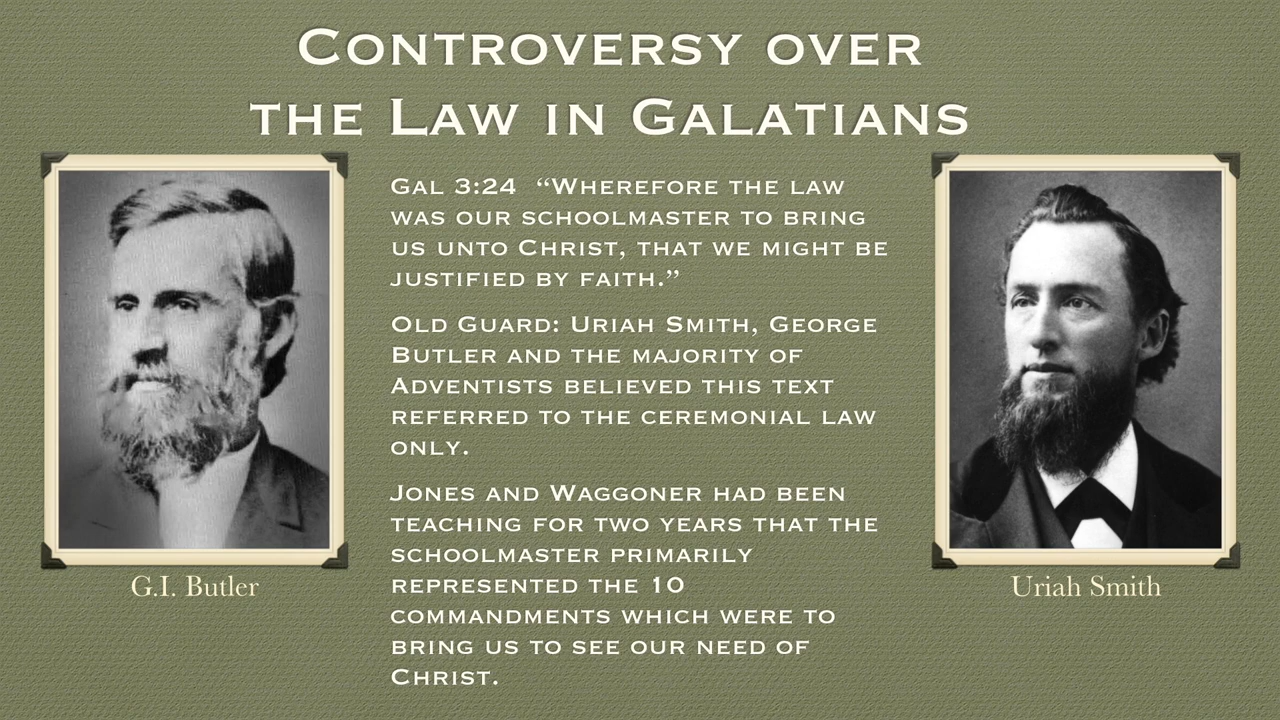 Controversy over
the Law in Galatians
Gal 3:24 “Wherefore the law
was our schoolmaster to bring
us unto Christ, that we might be
justified by faith.”
Old Guard: Uriah Smith, George
Butler and the majority of
Adventists believed this text
referred to the ceremonial law
only.
Jones and Waggoner had been
teaching for two years that the
schoolmaster primarily
represented the 10
commandments which were to
bring us to see our need of
Christ.
G.I. Butler
Uriah Smith